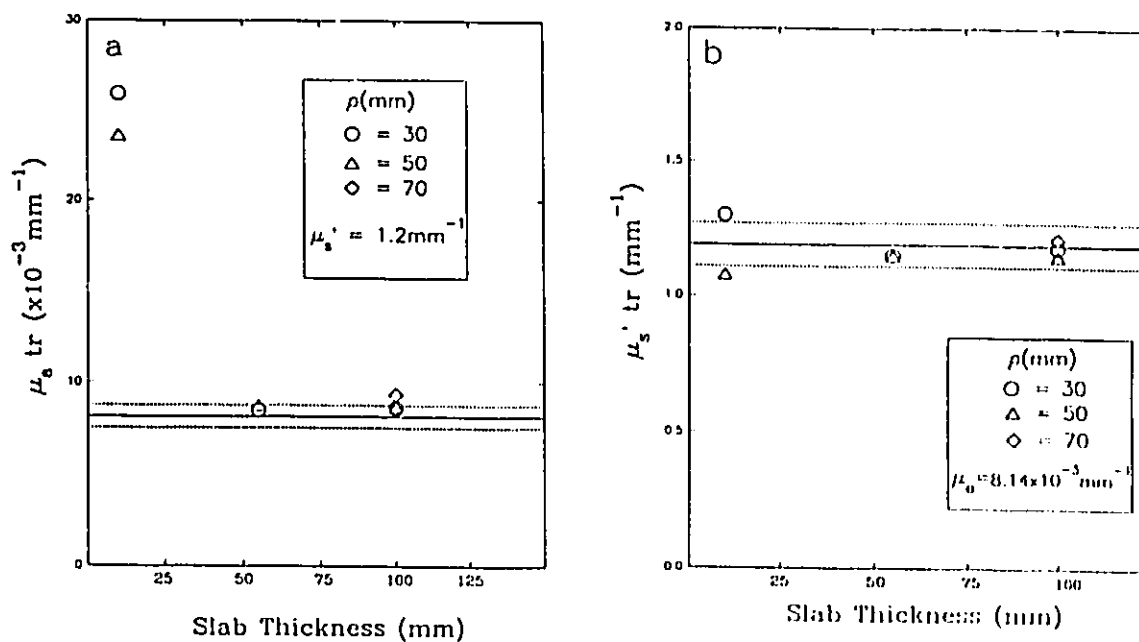 a
30
20
10
0
μa tr (x10⁻³mm⁻¹)
ρ(mm)
○ = 30
△ = 50
◇ = 70
μs' = 1.2mm⁻¹
25
50
75
100
125
Slab Thickness (mm)
b
2.0
1.5
1.0
0.5
0.0
μs' tr (mm⁻¹)
ρ(mm)
○ = 30
△ = 50
◇ = 70
μa=8.14x10⁻³mm⁻¹
25
50
75
100
Slab Thickness (mm)